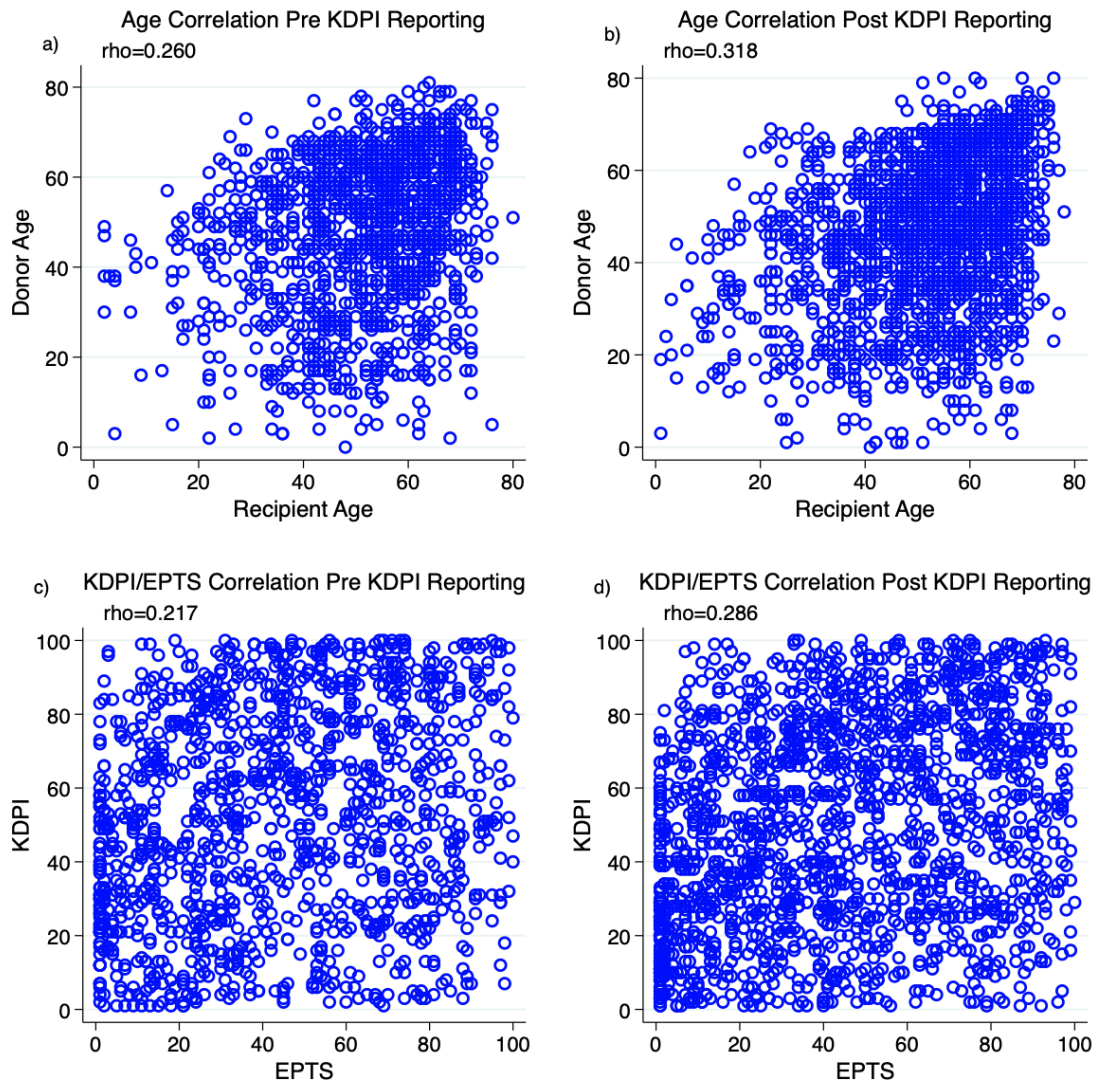 Age Correlation Pre KDPI Reporting
a)
rho=0.260
80
60
40
20
0
Donor Age
0 20 40 60 80
Recipient Age
Age Correlation Post KDPI Reporting
b)
rho=0.318
80
60
40
20
0
Donor Age
0 20 40 60 80
Recipient Age
c)
KDPI/EPTS Correlation Pre KDPI Reporting
rho=0.217
100
80
60
40
20
0
KDPI
0 20 40 60 80 100
EPTS
d)
KDPI/EPTS Correlation Post KDPI Reporting
rho=0.286
100
80
60
40
20
0
KDPI
0 20 40 60 80 100
EPTS